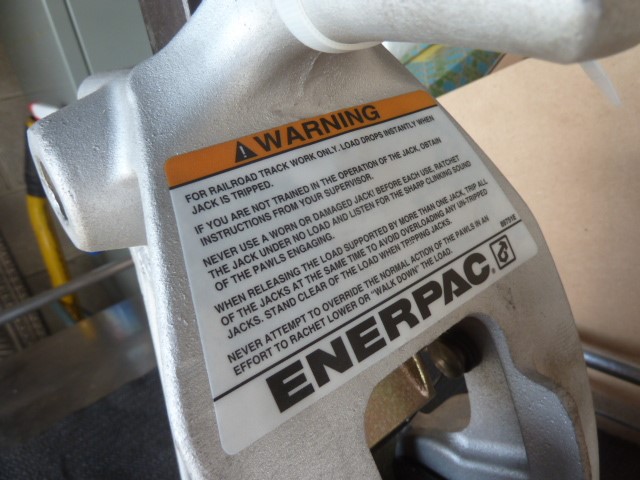 WARNING
FOR RAILROAD TRACK WORK ONLY. LOAD DROPS INSTANTLY WHEN
JACK IS TRIPPED.
IF YOU ARE NOT TRAINED IN THE OPERATION OF THE JACK, OBTAIN
INSTRUCTIONS FROM YOUR SUPERVISOR.
NEVER USE A WORN OR DAMAGED JACK! BEFORE EACH USE, RATCHET
THE JACK UNDER NO LOAD AND LISTEN FOR THE SHARP CLINKING SOUND
OF THE PAWLS ENGAGING.
WHEN RELEASING THE LOAD SUPPORTED BY MORE THAN ONE JACK, TRIP ALL
OF THE JACKS AT THE SAME TIME TO AVOID OVERLOADING ANY UN-TRIPPED
JACKS. STAND CLEAR OF THE LOAD WHEN TRIPPING JACKS.
NEVER ATTEMPT TO OVERRIDE THE NORMAL ACTION OF THE PAWLS IN AN
EFFORT TO RACHET LOWER OR "WALK DOWN" THE LOAD.
ENERPAC